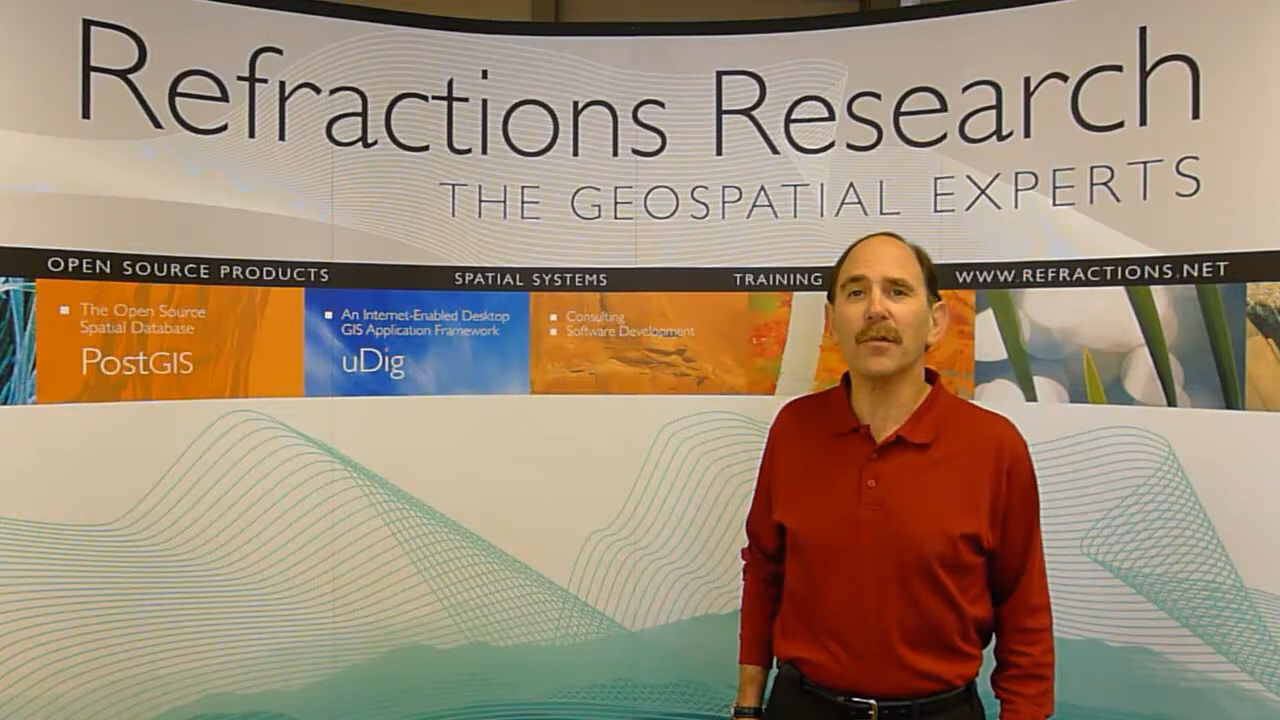 Refractions Research
THE GEOSPATIAL EXPERTS
OPEN SOURCE PRODUCTS
SPATIAL SYSTEMS
TRAINING
WWW.REFRACTIONS.NET
The Open Source
Spatial Database
PostGIS
An Internet-Enabled Desktop
GIS Application Framework
uDig
Consulting
Software Development